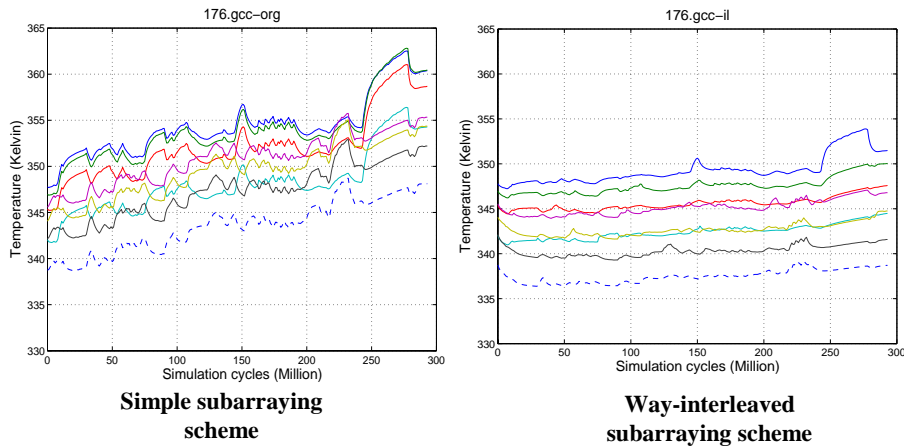 176.gcc−org
Temperature (Kelvin)
365
360
355
350
345
340
335
330
0 50 100 150 200 250 300
Simulation cycles (Million)
Simple subarraying
scheme
176.gcc−il
Temperature (Kelvin)
365
360
355
350
345
340
335
330
0 50 100 150 200 250 300
Simulation cycles (Million)
Way-interleaved
subarraying scheme